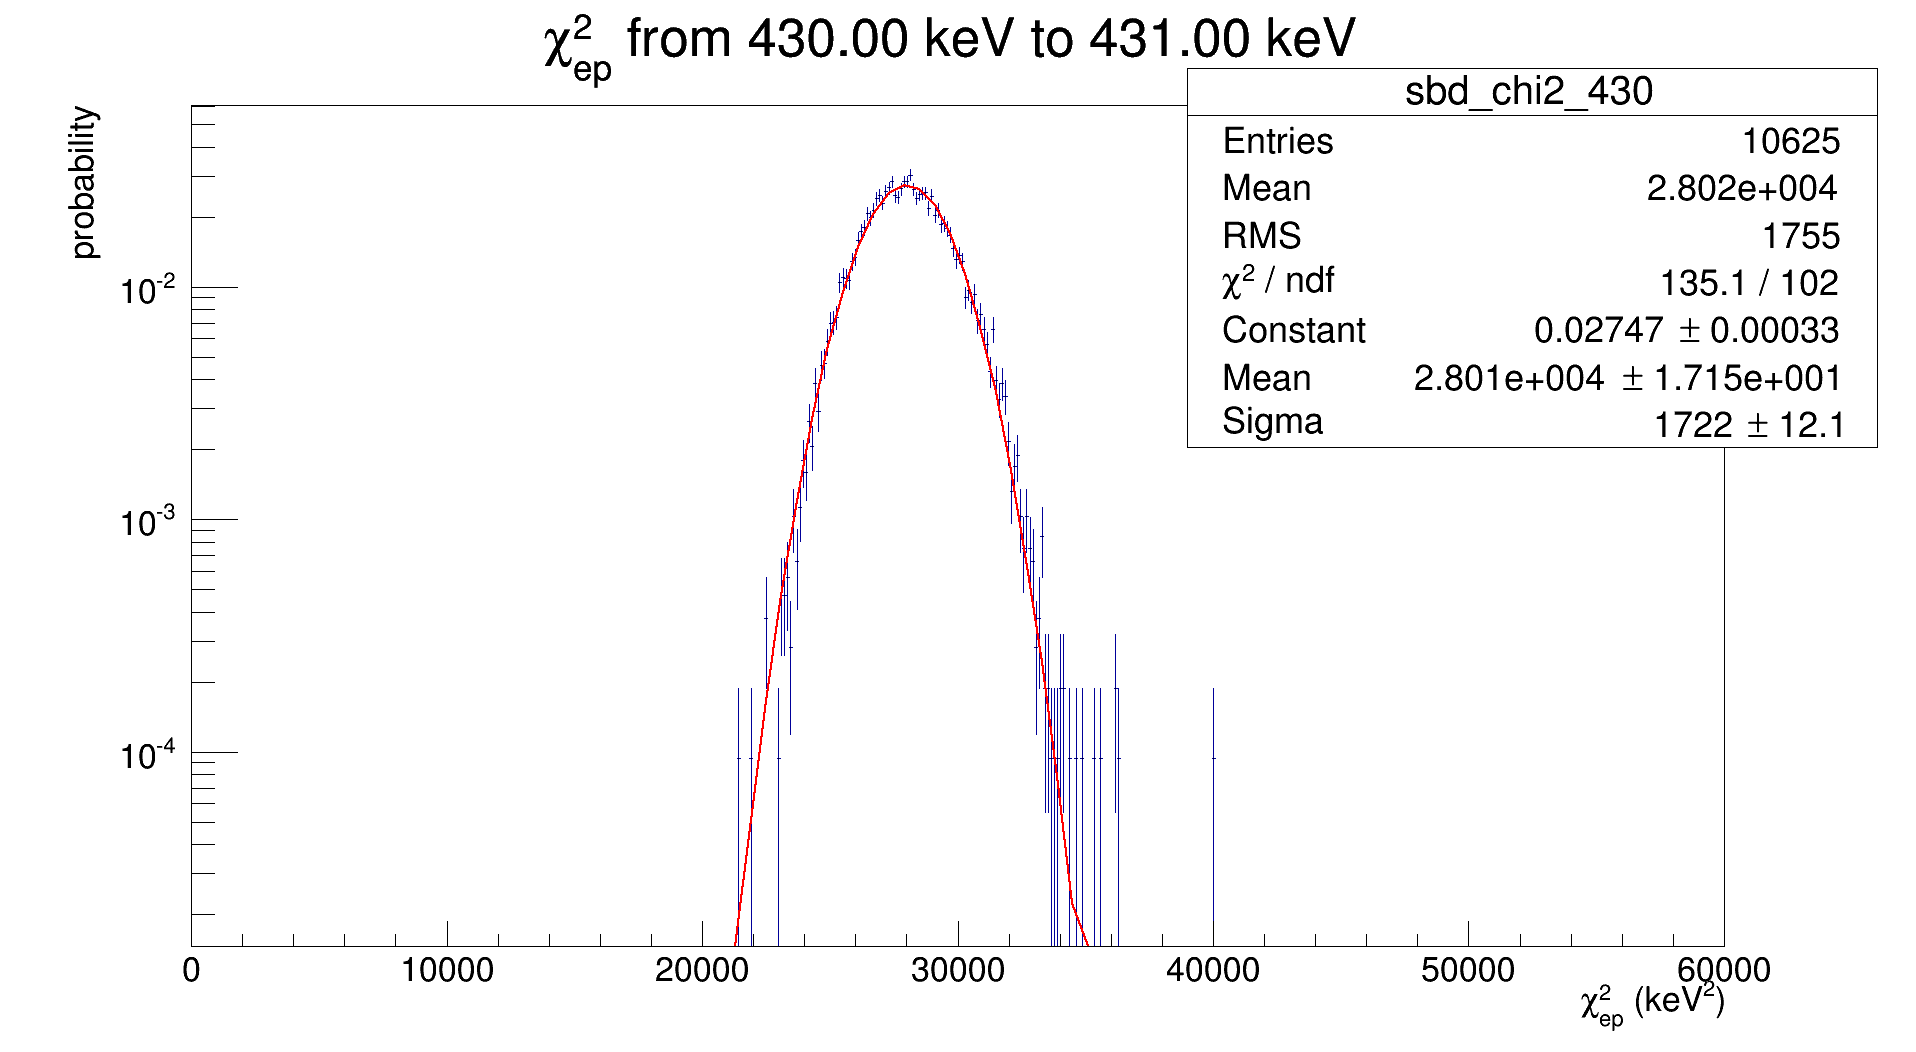 χ²ep from 430.00 keV to 431.00 keV
sbd_chi2_430
Entries 10625
Mean 2.802e+004
RMS 1755
χ² / ndf 135.1 / 102
Constant 0.02747 ± 0.00033
Mean 2.801e+004 ± 1.715e+001
Sigma 1722 ± 12.1
probability
10-2
10-3
10-4
0 10000 20000 30000 40000 50000 60000
χ²ep (keV²)